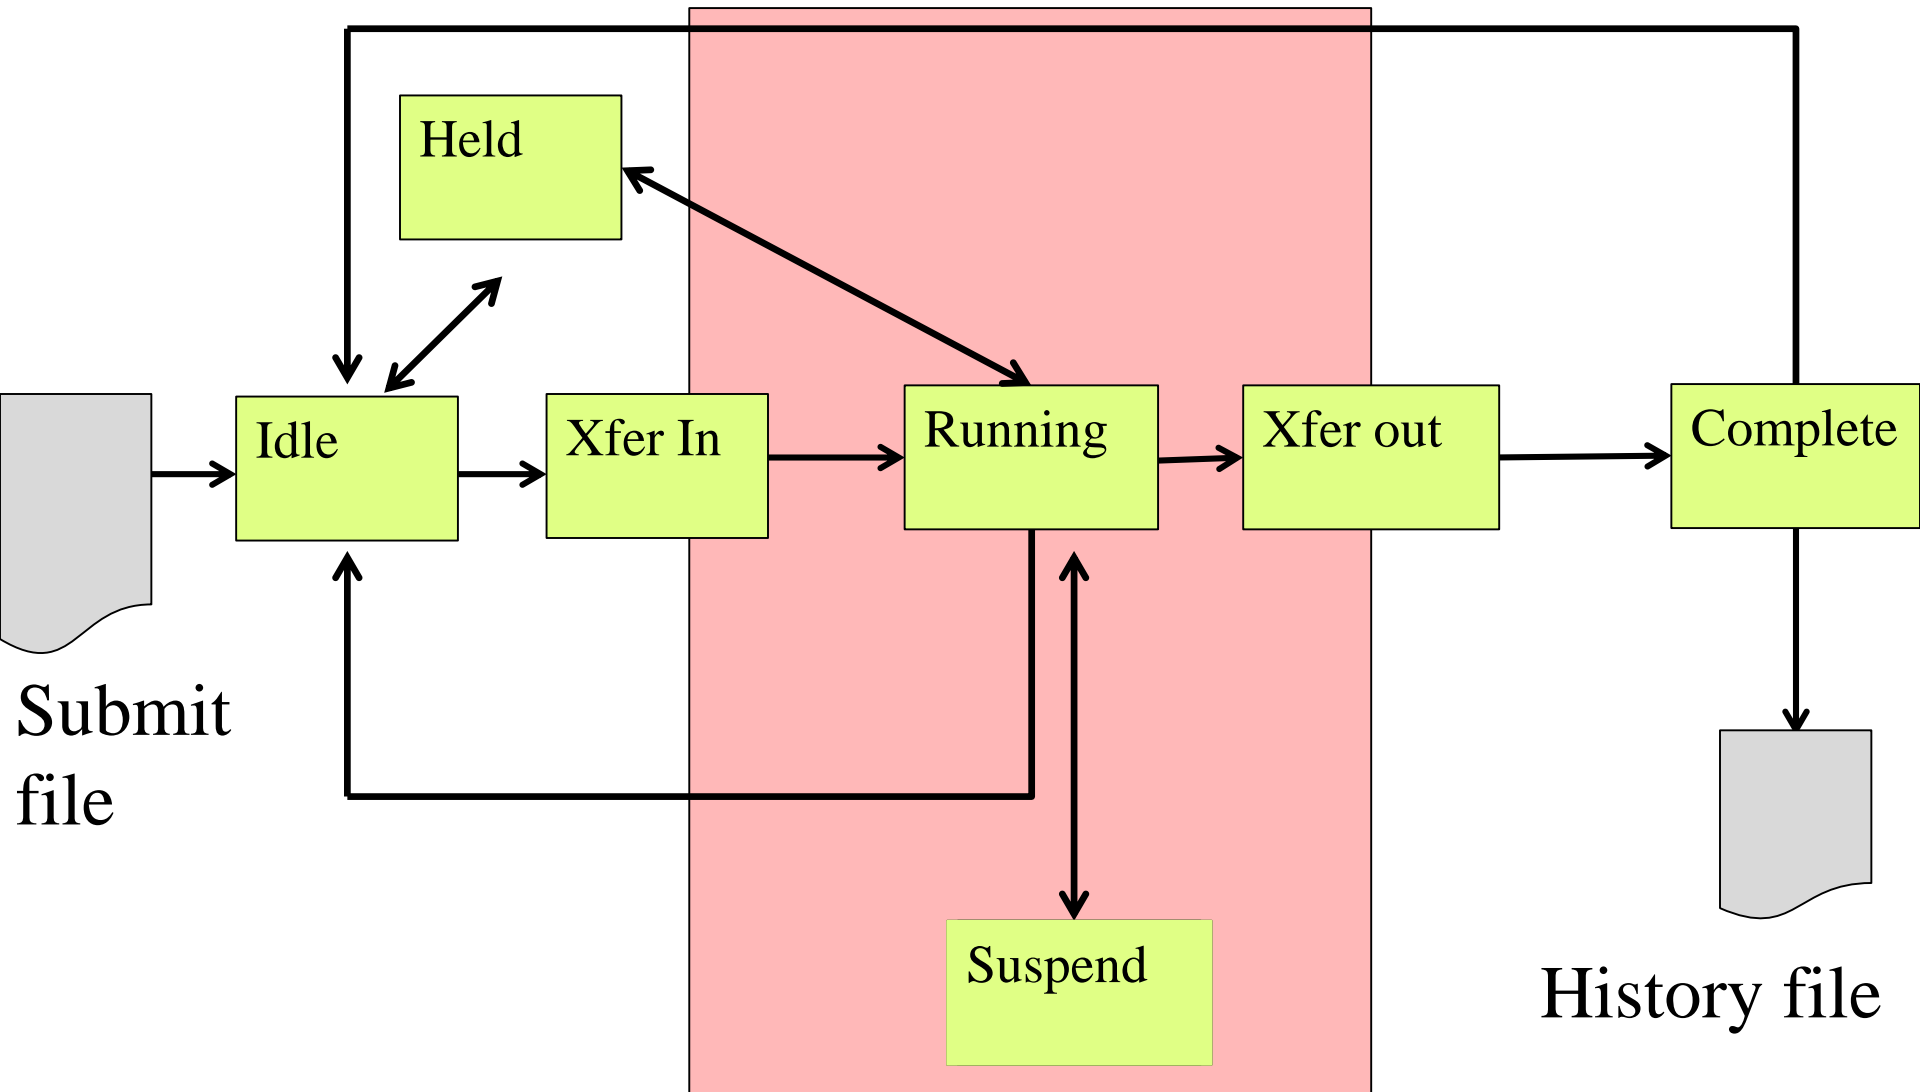 Held
Idle
Xfer In
Running
Xfer out
Complete
Submit
file
Suspend
History file